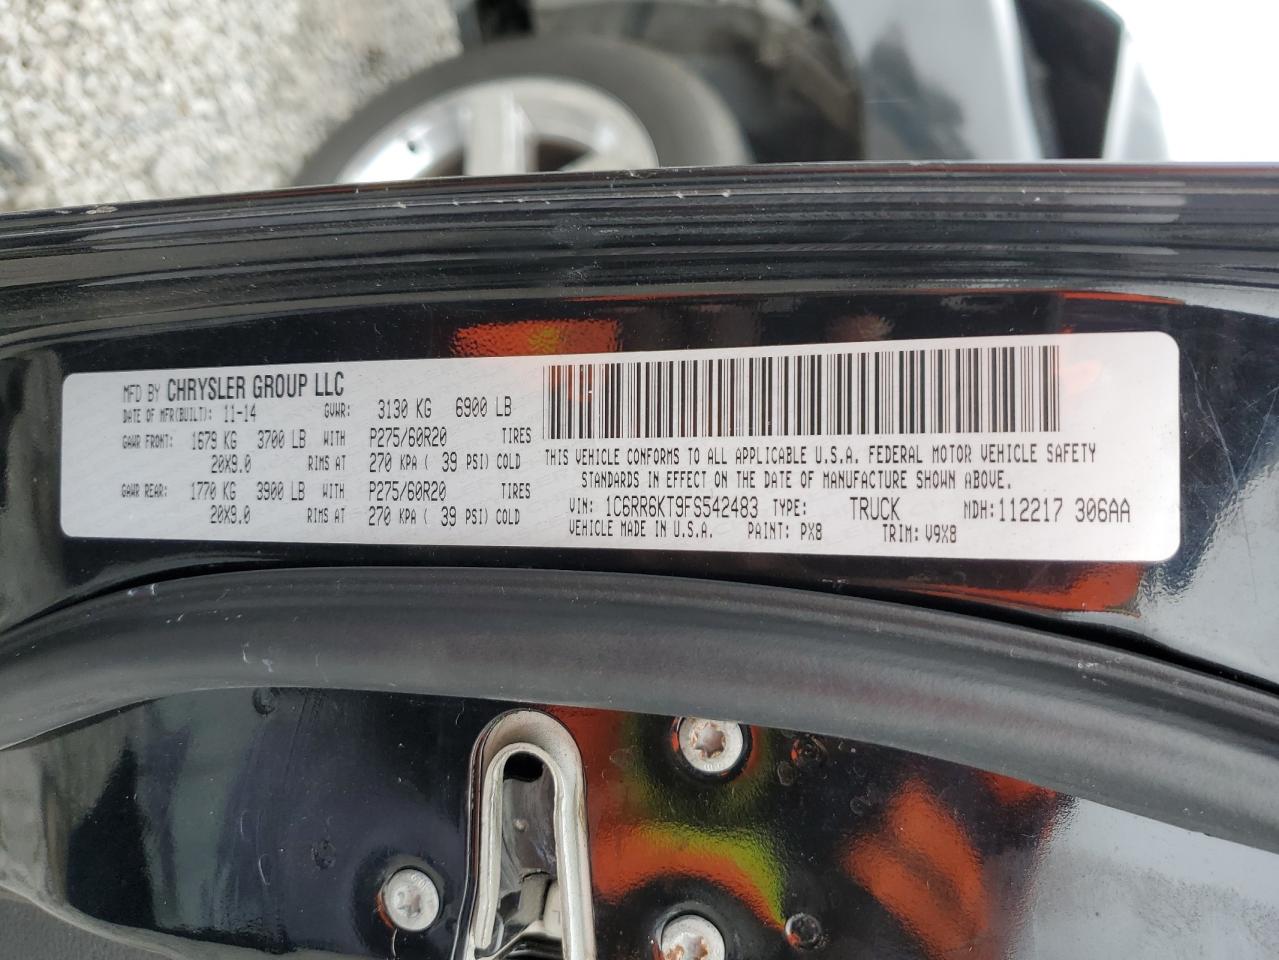 MFD BY CHRYSLER GROUP LLC
DATE OF MFR(BUILT): 11-14 GVWR: 3130 KG 6900 LB
GAWR FRONT: 1679 KG 3700 LB WITH P275/60R20 TIRES
20X9.0 RIMS AT 270 KPA ( 39 PSI) COLD
GAWR REAR: 1770 KG 3900 LB WITH P275/60R20 TIRES
20X9.0 RIMS AT 270 KPA ( 39 PSI) COLD
THIS VEHICLE CONFORMS TO ALL APPLICABLE U.S.A. FEDERAL MOTOR VEHICLE SAFETY
STANDARDS IN EFFECT ON THE DATE OF MANUFACTURE SHOWN ABOVE.
VIN: 1C6RR6KT9FS542483 TYPE: TRUCK NDH:112217 306AA
VEHICLE MADE IN U.S.A. PAINT: PX8 TRIM: V9X8